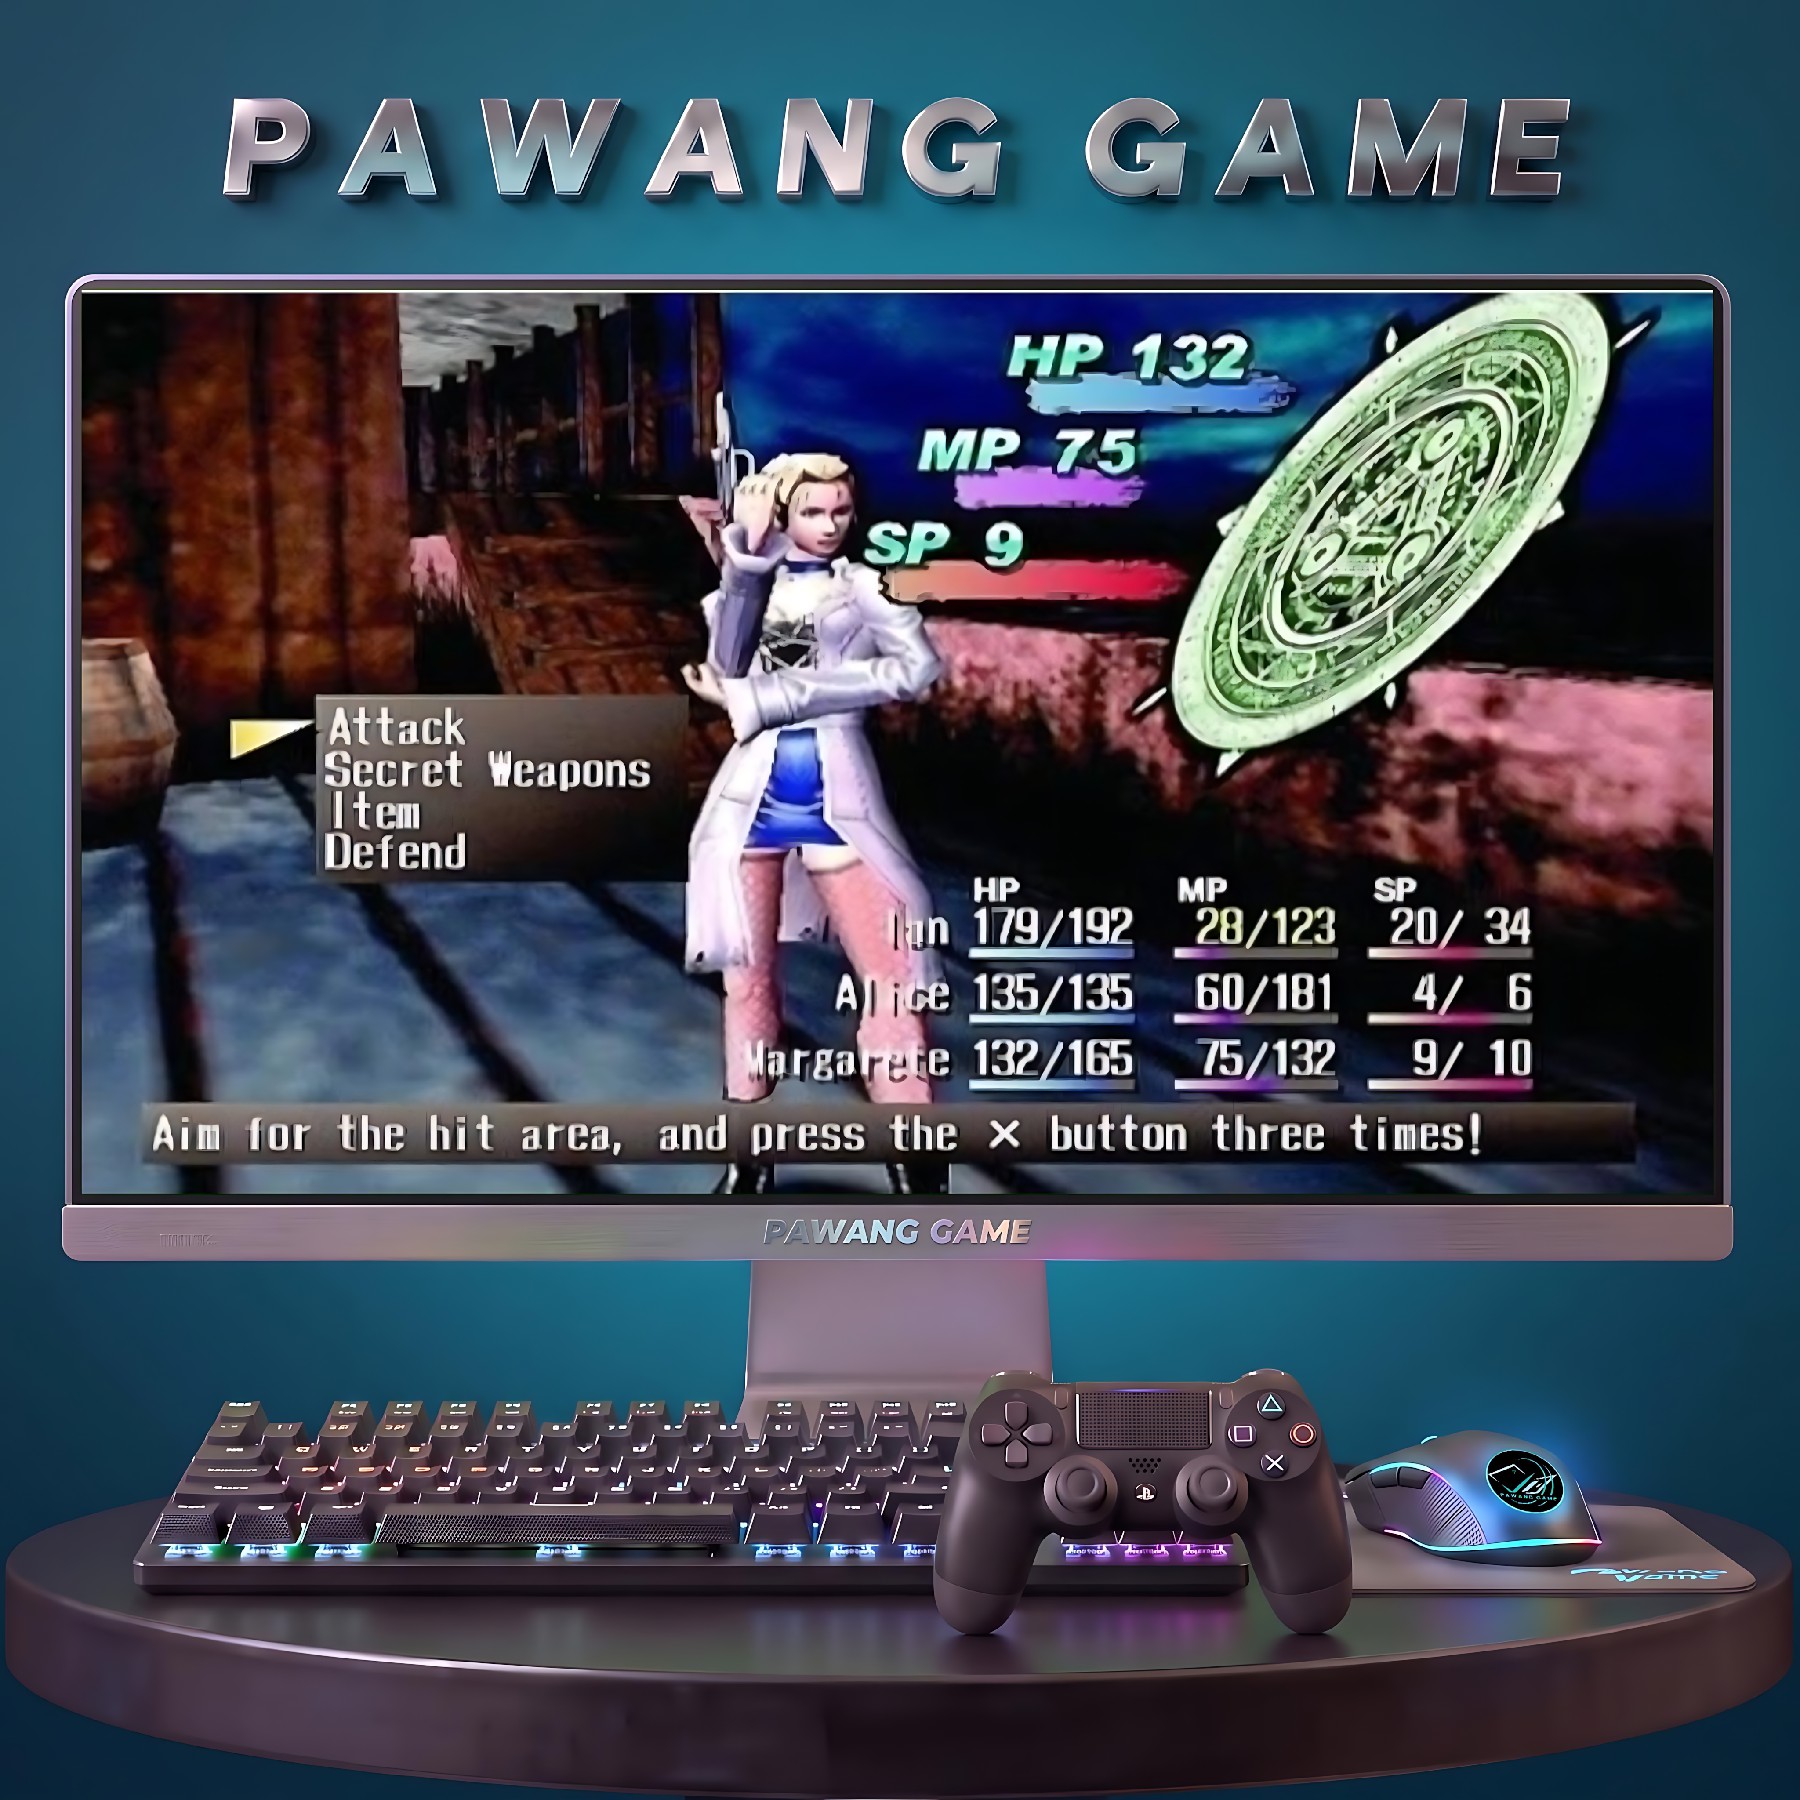 PAWANG GAME
HP 132
MP 75
SP 9
Attack
Secret Weapons
Item
Defend
HP MP SP
179/192 28/123 20/ 34
Alice 135/135 60/181 4/ 6
Margarete 132/165 75/132 9/ 10
Aim for the hit area, and press the × button three times!
PAWANG GAME
PAWANG GAME